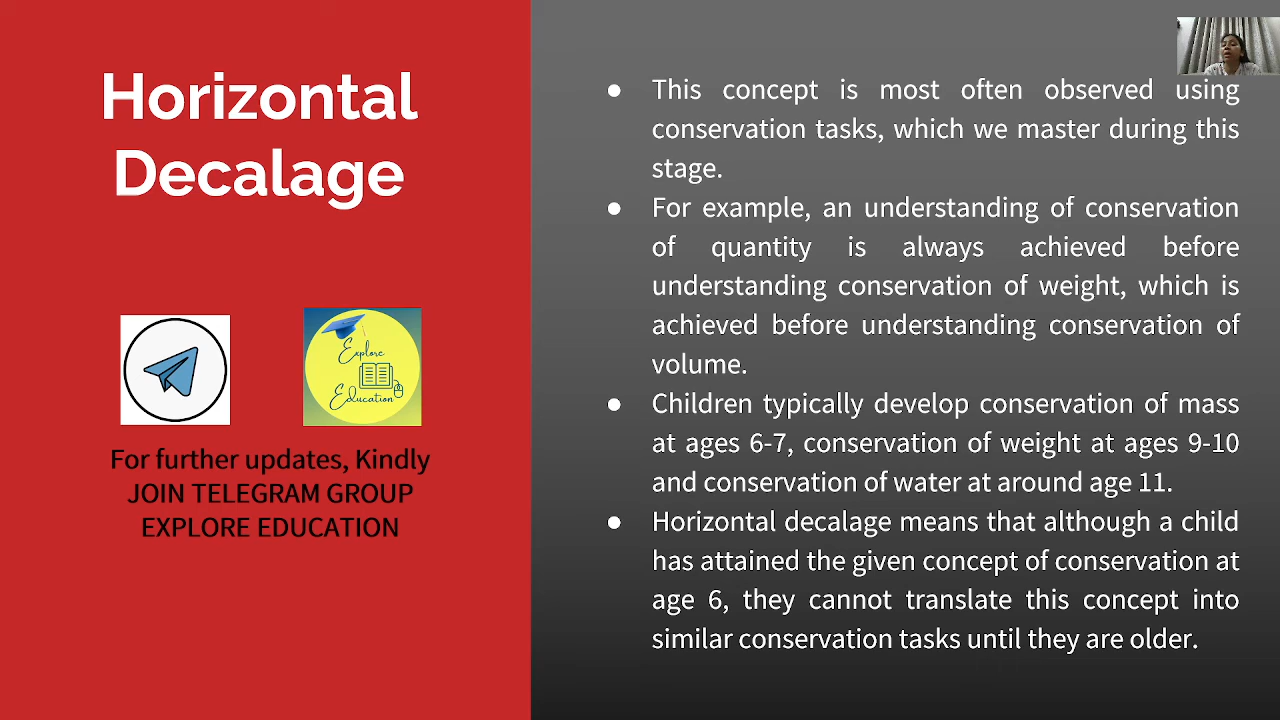 Horizontal
Decalage
Explore
Education
For further updates, Kindly
JOIN TELEGRAM GROUP
EXPLORE EDUCATION
● This concept is most often observed using
conservation tasks, which we master during this
stage.
● For example, an understanding of conservation
of quantity is always achieved before
understanding conservation of weight, which is
achieved before understanding conservation of
volume.
● Children typically develop conservation of mass
at ages 6-7, conservation of weight at ages 9-10
and conservation of water at around age 11.
● Horizontal decalage means that although a child
has attained the given concept of conservation at
age 6, they cannot translate this concept into
similar conservation tasks until they are older.